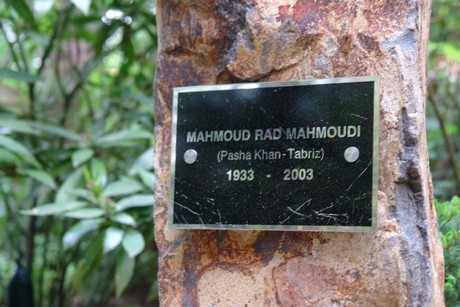 MAHMOUD RAD MAHMOUDI
(Pasha Khan-Tabriz)
1933 - 2003